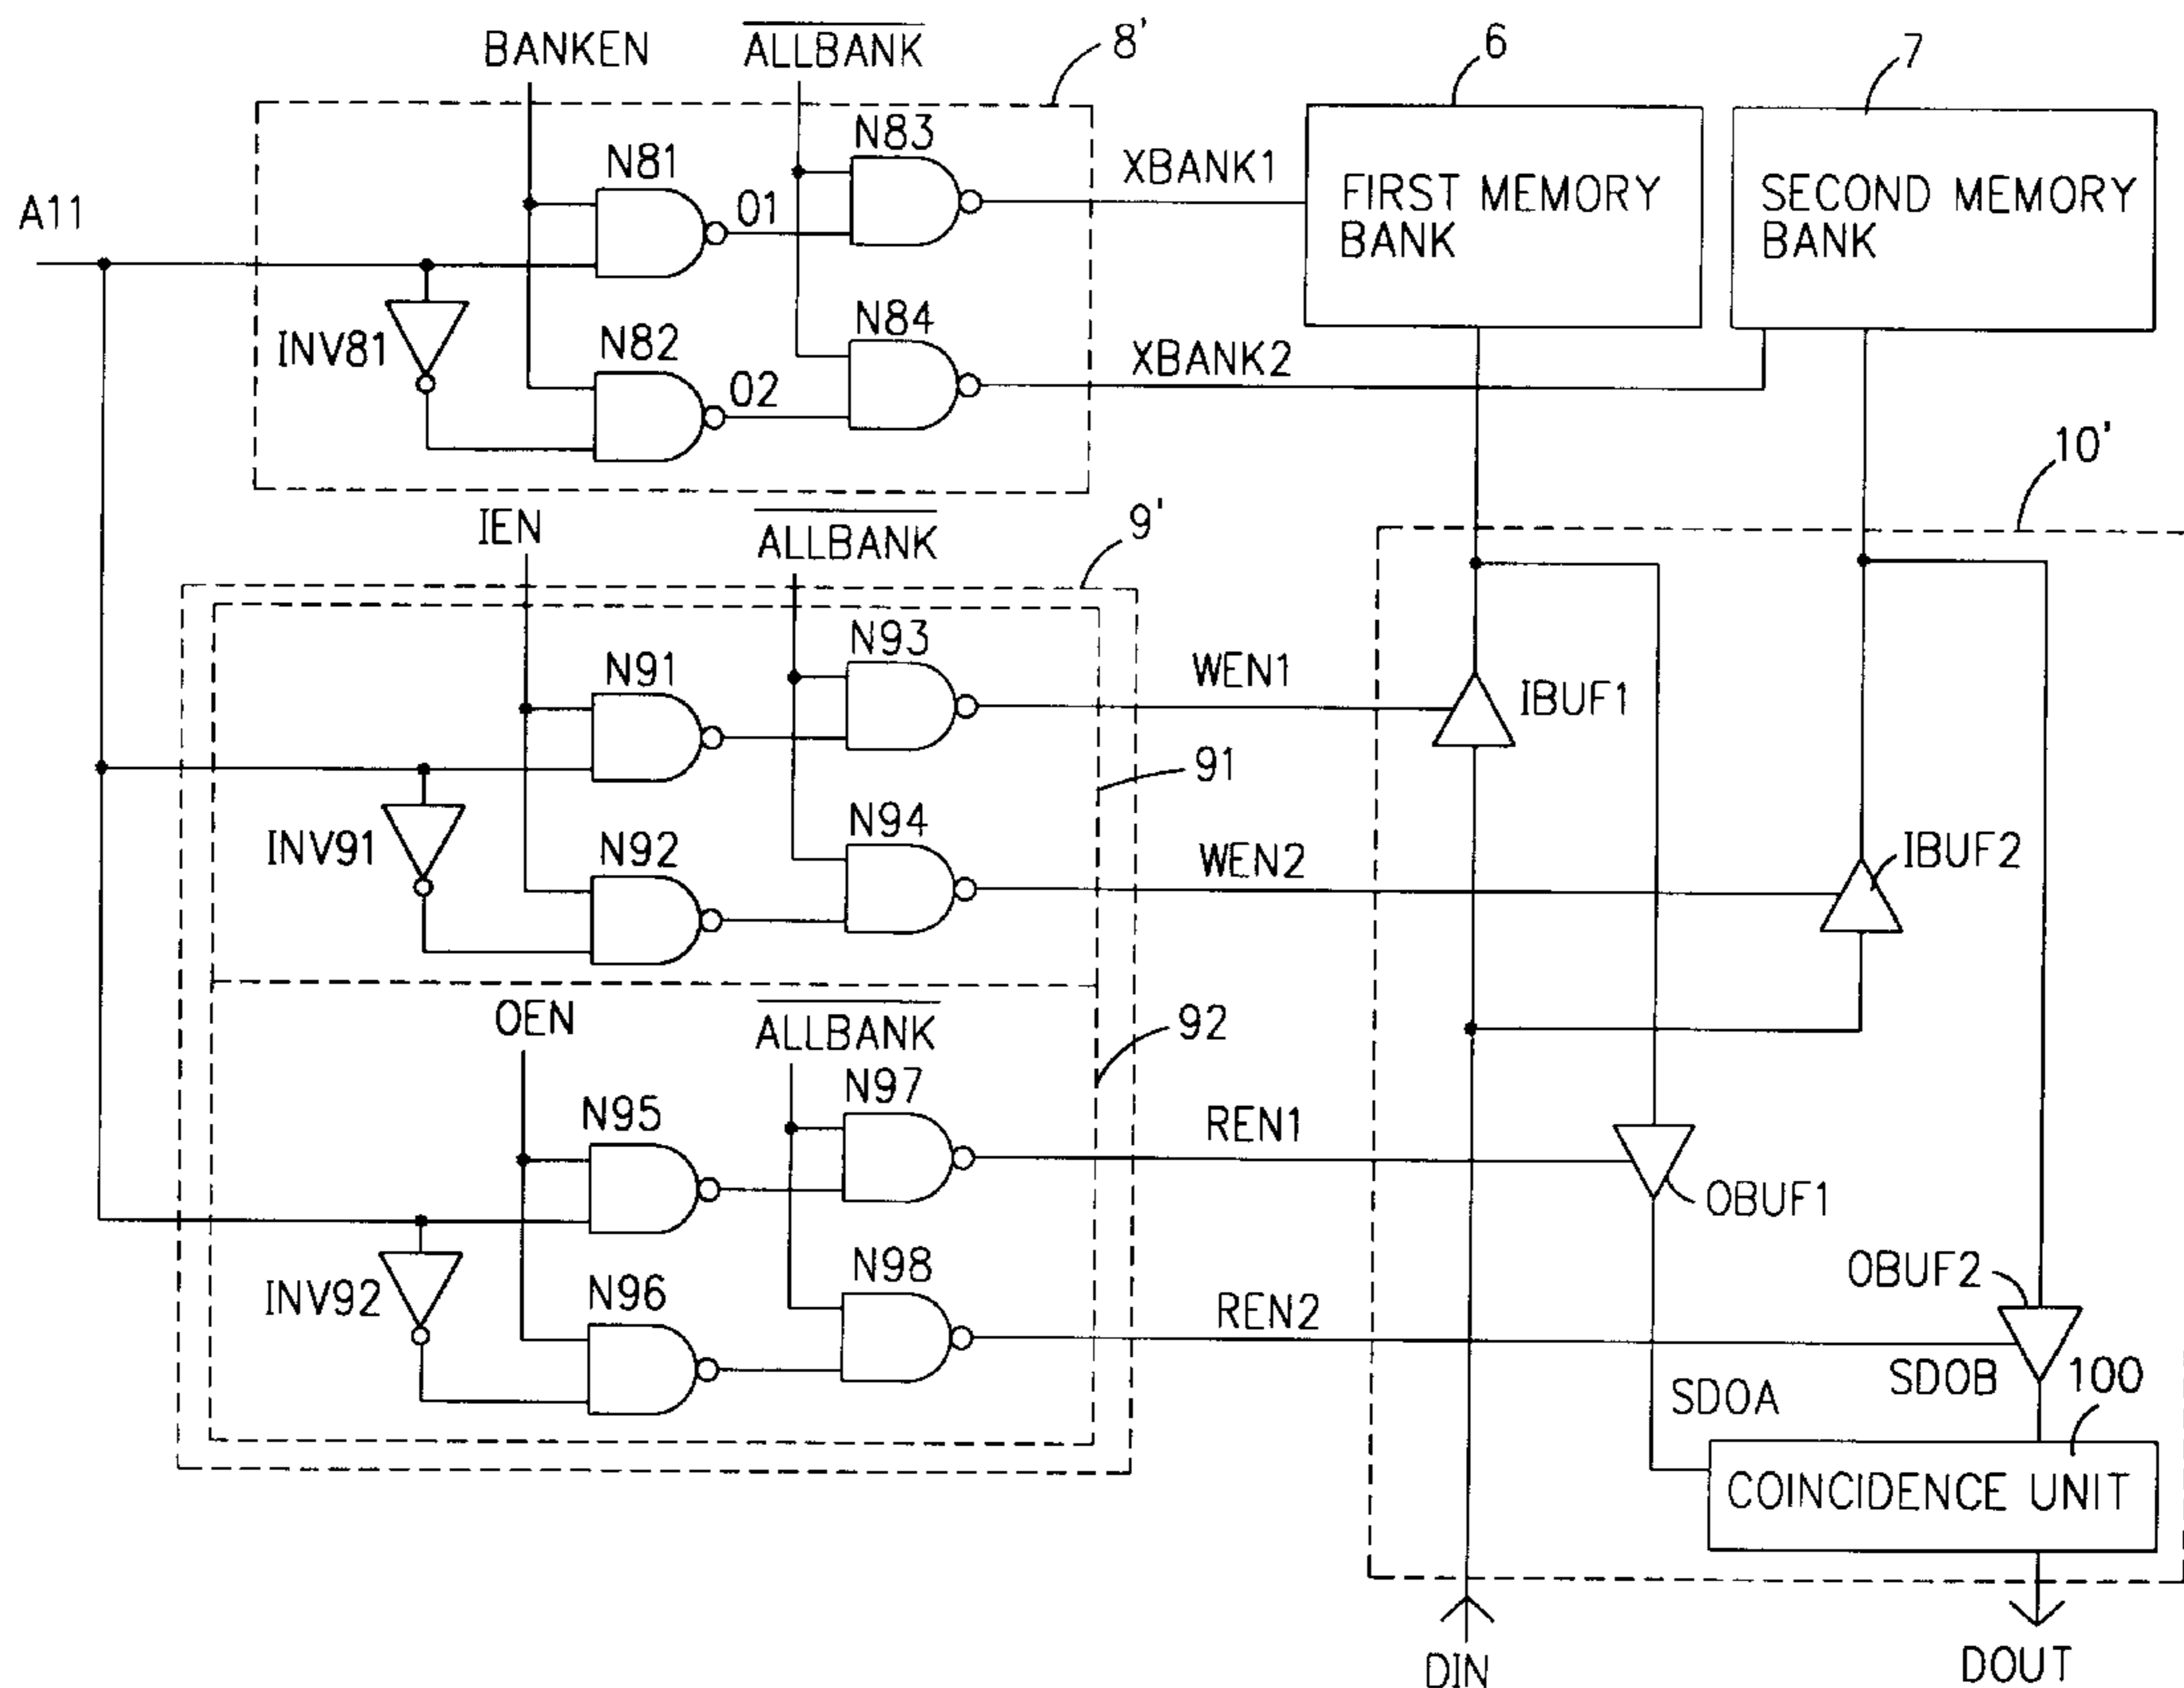 BANKEN
ALLBANK
8'
6
7
A11
N81
O1
N83
XBANK1
FIRST MEMORY
BANK
SECOND MEMORY
BANK
INV81
N82
O2
N84
XBANK2
10'
IEN
ALLBANK
9'
N91
N93
WEN1
IBUF1
91
INV91
N92
N94
WEN2
IBUF2
OEN
ALLBANK
92
N95
N97
REN1
OBUF1
INV92
N96
N98
REN2
OBUF2
SDOA
SDOB
100
COINCIDENCE UNIT
DIN
DOUT